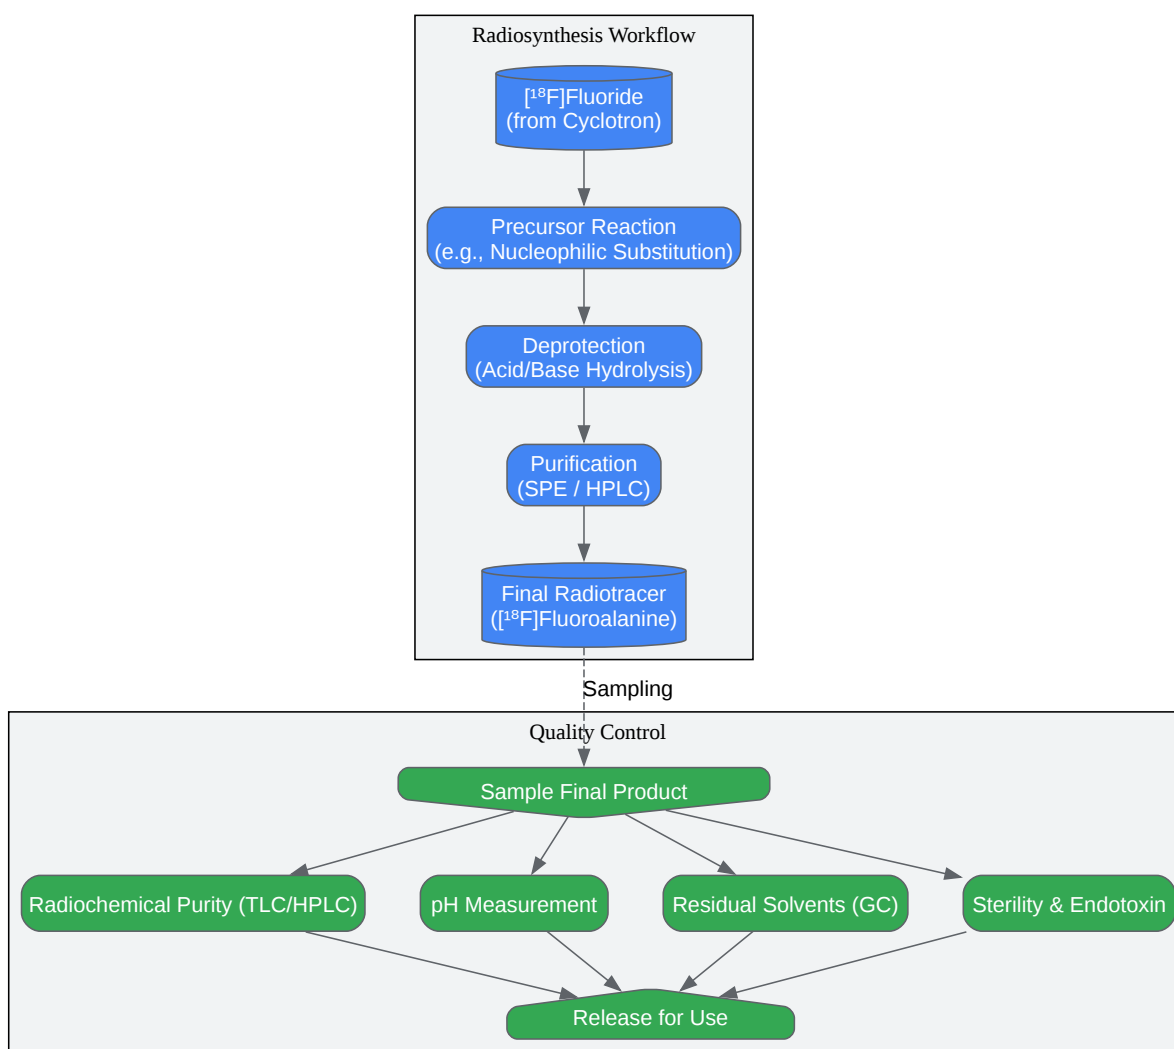 Radiosynthesis Workflow
[¹⁸F]Fluoride
(from Cyclotron)
Precursor Reaction
(e.g., Nucleophilic Substitution)
Deprotection
(Acid/Base Hydrolysis)
Purification
(SPE / HPLC)
Final Radiotracer
([¹⁸F]Fluoroalanine)
Sampling
Quality Control
Sample Final Product
Radiochemical Purity (TLC/HPLC)
pH Measurement
Residual Solvents (GC)
Sterility & Endotoxin
Release for Use